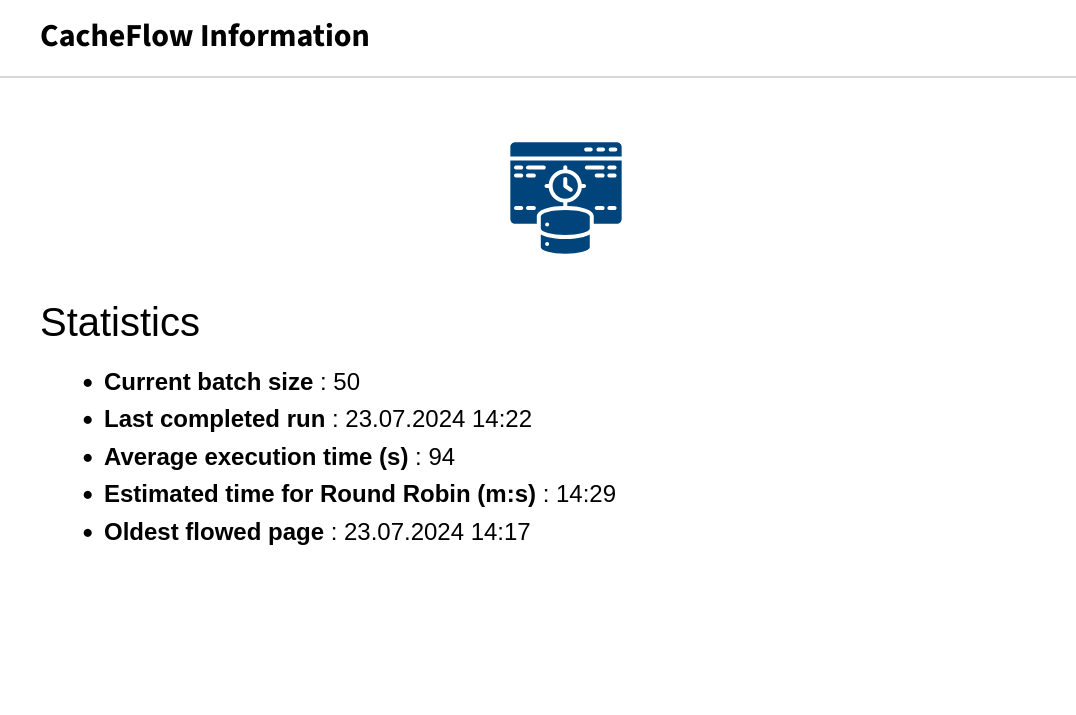 CacheFlow Information
Statistics
• Current batch size : 50
• Last completed run : 23.07.2024 14:22
• Average execution time (s) : 94
• Estimated time for Round Robin (m:s) : 14:29
• Oldest flowed page : 23.07.2024 14:17